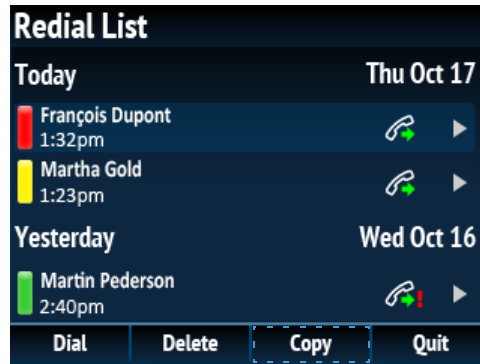 Redial List
Today Thu Oct 17
François Dupont
1:32pm
Martha Gold
1:23pm
Yesterday Wed Oct 16
Martin Pederson
2:40pm
Dial Delete Copy Quit